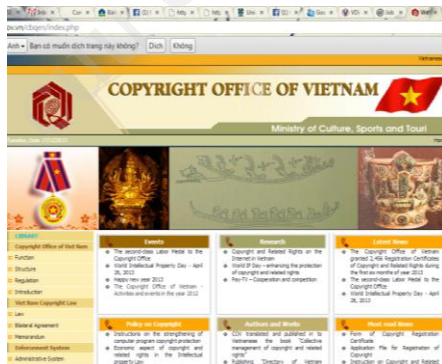 ov.vn/cbqen/index.php
Anh
Bạn có muốn dịch trang này không?
Dịch
Không
COPYRIGHT OFFICE OF VIETNAM
Ministry of Culture, Sports and Touri
LIBRARY
Copyright Office of Viet Nam
Function
Structure
Regulation
Introduction
Viet Nam Copyright Law
Law
Bilateral Agreement
Memorandum
Enforcement System
Administrative System
Events
The second-class Labor Medal to the
Copyright Office
World Intellectual Property Day - April
26, 2013
Happy new year 2013
The Copyright Office of Vietnam -
Activities and events in the year 2012
Research
Copyright and Related Rights on the
Internet in Vietnam
World IP Day - enhancing the protection
of copyright and related rights
Pay-TV - Cooperation and competition
Latest News
The Copyright Office of Vietnam
granted 2,456 Registration Certificates
of Copyright and Related Rights during
the first six months of year 2013
The second-class Labor Medal to the
Copyright Office
World Intellectual Property Day - April
26, 2013
Policy on Copyright
Instructions on the strengthening of
computer program copyright protection
Economic aspect of copyright and
related rights in the Intellectual
property Law
Authors and Works
COV translated and published in to
Vietnamese the book "Collective
management of copyright and related
rights"
Publishing "Directory of Vietnam
Most read News
Form of Copyright Registration
Certificate
Application File for Registration of
Copyright
Instruction on Copyright and Related